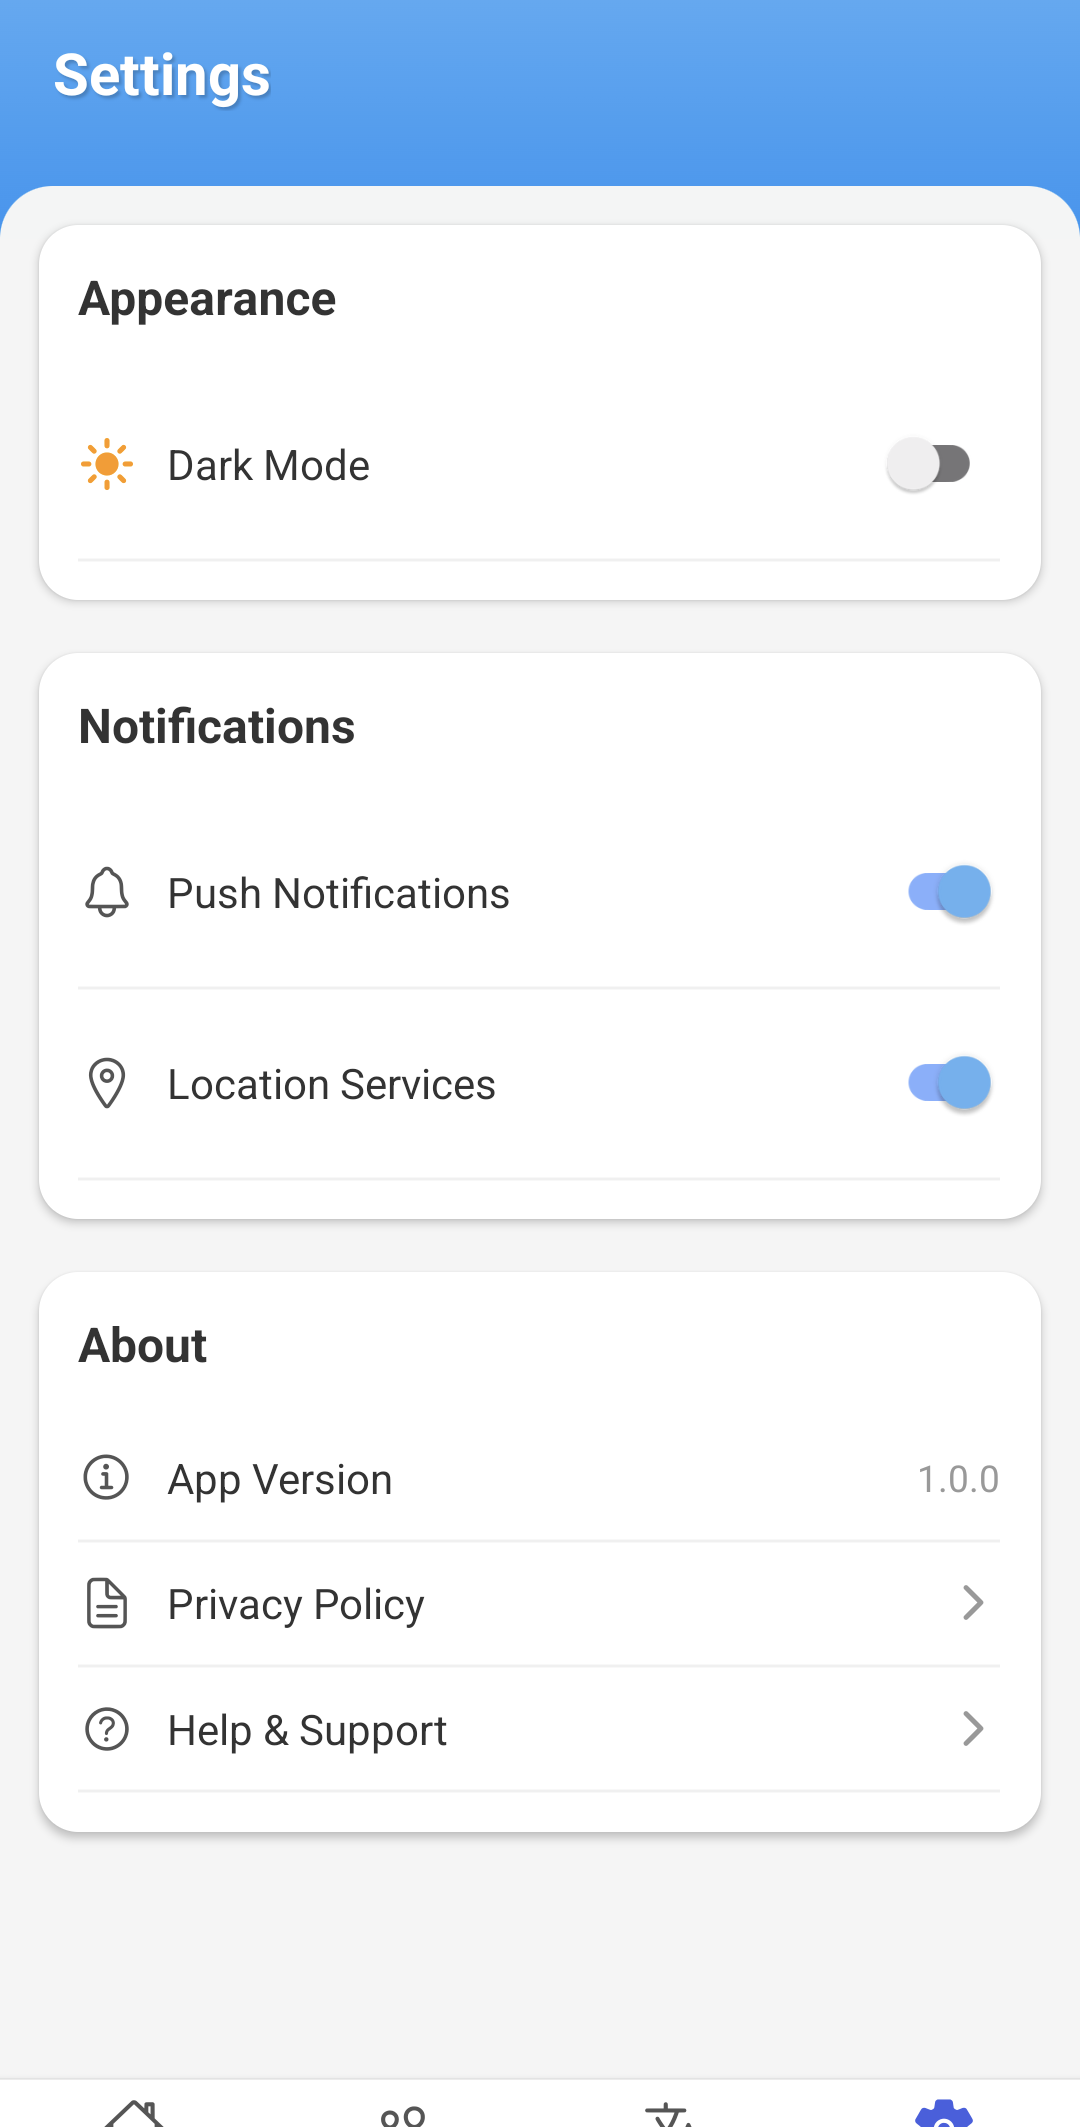 Settings
Appearance
Dark Mode
Notifications
Push Notifications
Location Services
About
App Version
1.0.0
Privacy Policy
Help & Support